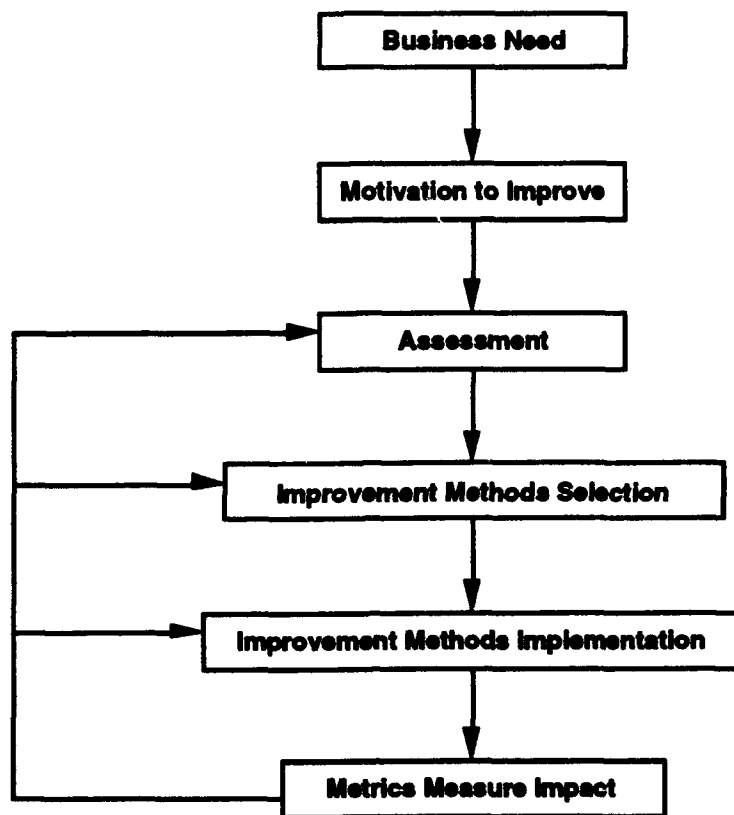 Business Need
Motivation to Improve
Assessment
Improvement Methods Selection
Improvement Methods Implementation
Metrics Measure Impact